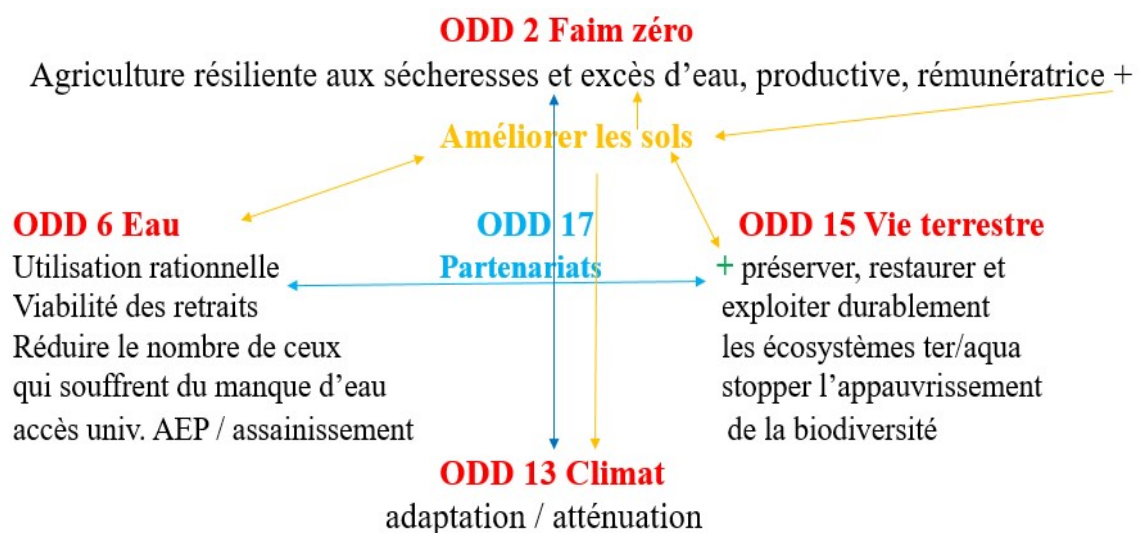 ODD 2 Faim zéro
Agriculture résiliente aux sécheresses et excès d’eau, productive, rémunératrice +
Améliorer les sols
ODD 6 Eau
Utilisation rationnelle
Viabilité des retraits
Réduire le nombre de ceux
qui souffrent du manque d’eau
accès univ. AEP / assainissement
ODD 17
Partenariats
ODD 15 Vie terrestre
+ préserver, restaurer et
exploiter durablement
les écosystèmes ter/aqua
stopper l’appauvrissement
de la biodiversité
ODD 13 Climat
adaptation / atténuation